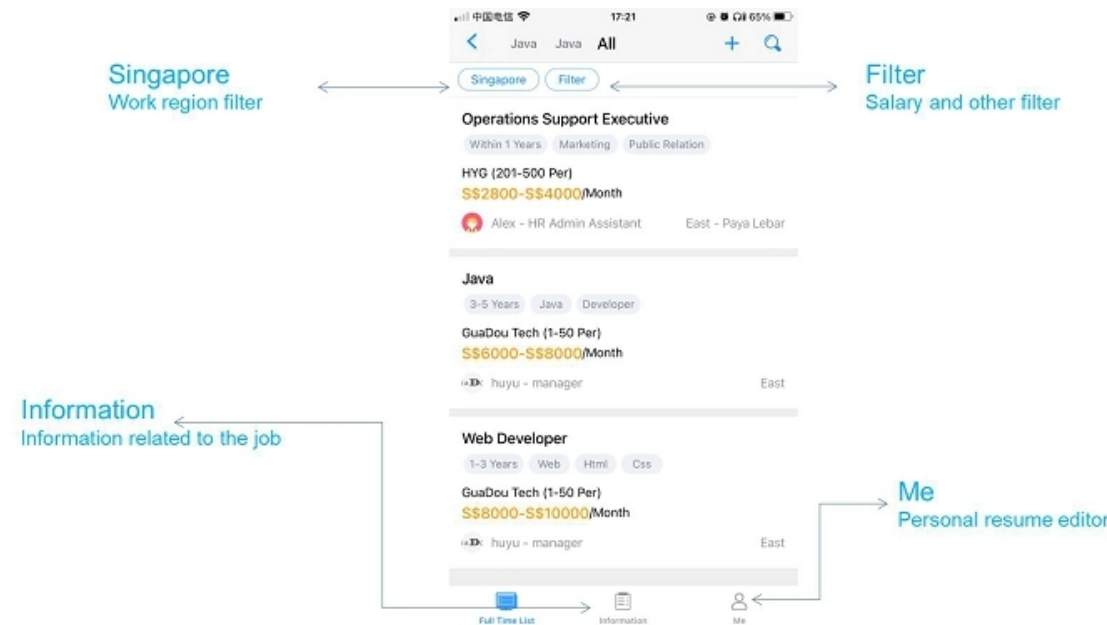 中国电信 17:21 65%
Java Java All
Singapore Filter
Singapore
Work region filter
Filter
Salary and other filter
Operations Support Executive
Within 1 Years Marketing Public Relation
HYG (201-500 Per)
S$2800-S$4000/Month
Alex - HR Admin Assistant East - Paya Lebar
Java
3-5 Years Java Developer
GuaDou Tech (1-50 Per)
S$6000-S$8000/Month
huyu - manager East
Information
Information related to the job
Web Developer
1-3 Years Web Html Css
GuaDou Tech (1-50 Per)
S$8000-S$10000/Month
huyu - manager East
Me
Personal resume editor
Full Time List Information Me